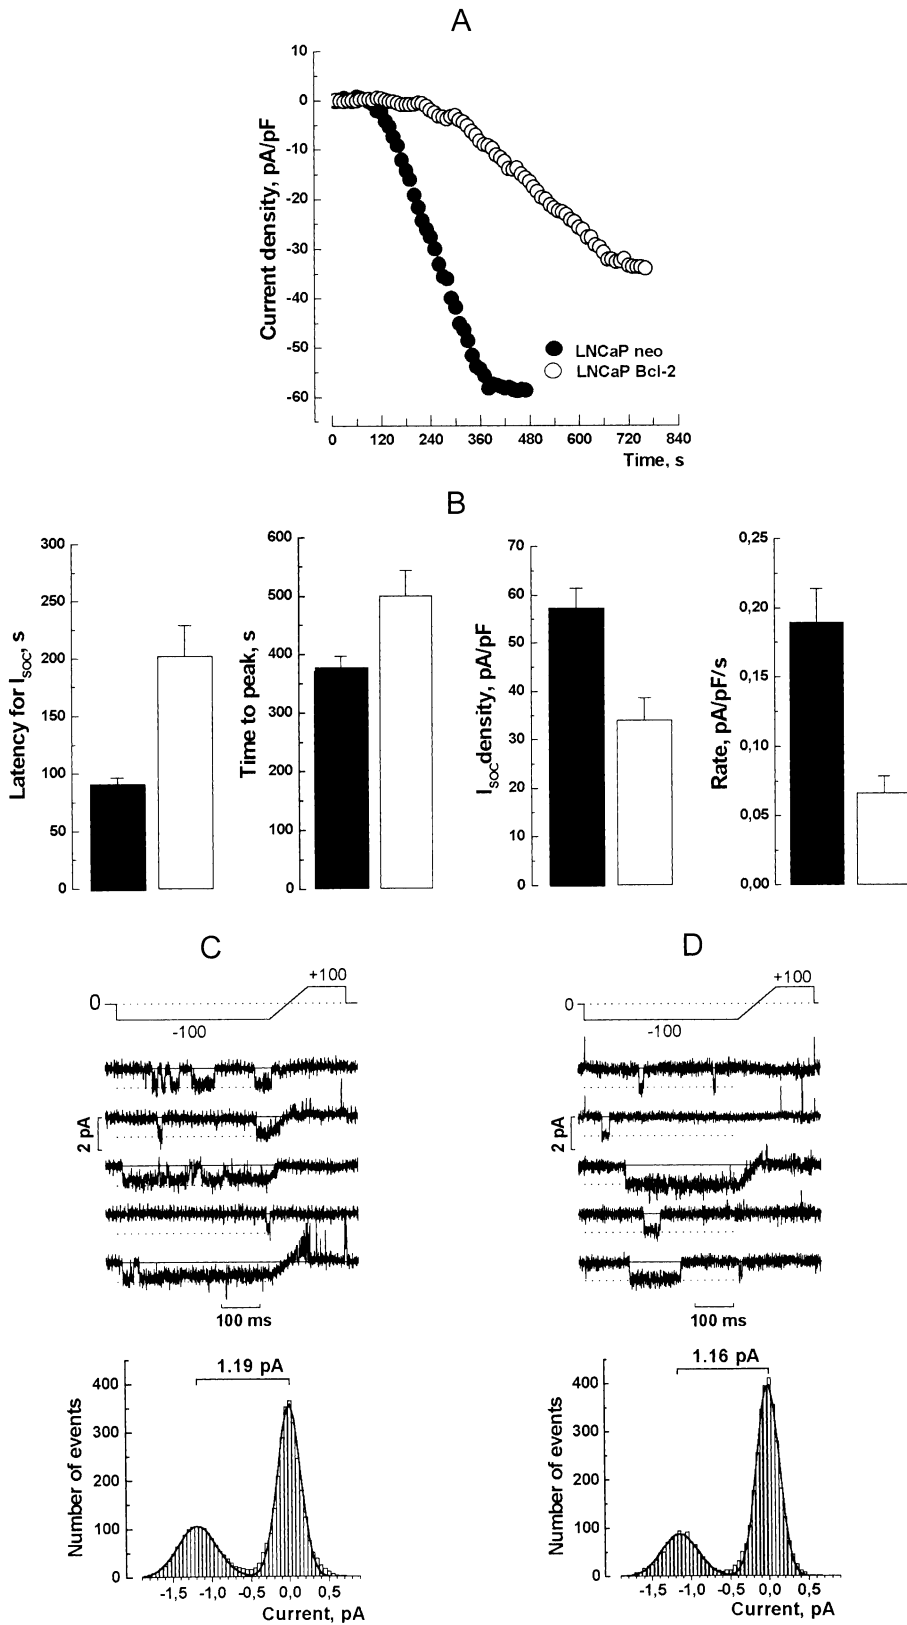 A
10
0
-10
-20
-30
-40
-50
-60
Current density, pA/pF
LNCaP neo
LNCaP Bcl-2
0 120 240 360 480 600 720 840
Time, s
B
300
250
200
150
100
50
0
Latency for ISOC, s
600
500
400
300
200
100
0
Time to peak, s
70
60
50
40
30
20
10
0
ISOC density, pA/pF
0,25
0,20
0,15
0,10
0,05
0,00
Rate, pA/pF/s
C
+100
0
-100
2 pA
100 ms
1.19 pA
400
300
200
100
0
Number of events
-1,5 -1,0 -0,5 0,0 0,5
Current, pA
D
+100
0
-100
2 pA
100 ms
1.16 pA
400
300
200
100
0
Number of events
-1,5 -1,0 -0,5 0,0 0,5
Current, pA